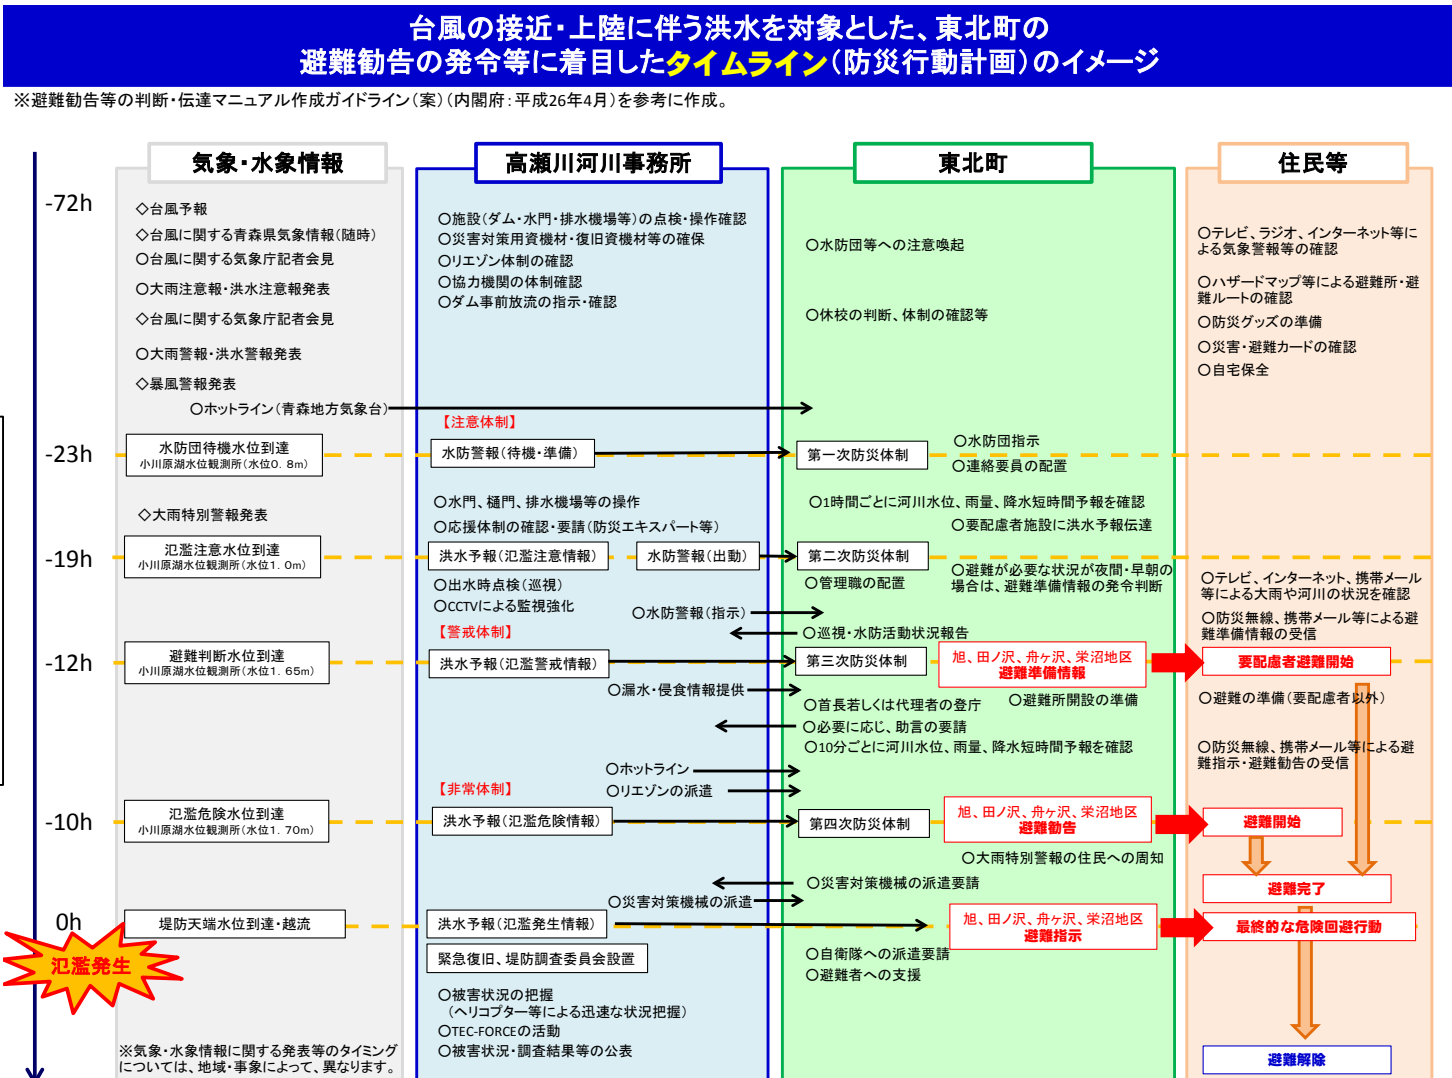 台風の接近・上陸に伴う洪水を対象とした、東北町の
避難勧告の発令等に着目したタイムライン(防災行動計画)のイメージ
※避難勧告等の判断・伝達マニュアル作成ガイドライン(案)(内閣府:平成26年4月)を参考に作成。
気象・水象情報
高瀬川河川事務所
東北町
住民等
-72h
◇台風予報
◇台風に関する青森県気象情報(随時)
○台風に関する気象庁記者会見
○大雨注意報・洪水注意報発表
◇台風に関する気象庁記者会見
○大雨警報・洪水警報発表
◇暴風警報発表
○ホットライン(青森地方気象台)
○施設(ダム・水門・排水機場等)の点検・操作確認
○災害対策用資機材・復旧資機材等の確保
○リエゾン体制の確認
○協力機関の体制確認
○ダム事前放流の指示・確認
○水防団等への注意喚起
○休校の判断、体制の確認等
○テレビ、ラジオ、インターネット等に
よる気象警報等の確認
○ハザードマップ等による避難所・避
難ルートの確認
○防災グッズの準備
○災害・避難カードの確認
○自宅保全
-23h
水防団待機水位到達
小川原湖水位観測所(水位0.8m)
【注意体制】
水防警報(待機・準備)
第一次防災体制
○水防団指示
○連絡要員の配置
◇大雨特別警報発表
○水門、樋門、排水機場等の操作
○応援体制の確認・要請(防災エキスパート等)
○1時間ごとに河川水位、雨量、降水短時間予報を確認
○要配慮者施設に洪水予報伝達
-19h
氾濫注意水位到達
小川原湖水位観測所(水位1.0m)
洪水予報(氾濫注意情報)
水防警報(出動)
第二次防災体制
○管理職の配置
○避難が必要な状況が夜間・早朝の
場合は、避難準備情報の発令判断
○出水時点検(巡視)
○CCTVによる監視強化
○水防警報(指示)
○巡視・水防活動状況報告
○テレビ、インターネット、携帯メール
等による大雨や河川の状況を確認
○防災無線、携帯メール等による避
難準備情報の受信
-12h
避難判断水位到達
小川原湖水位観測所(水位1.65m)
【警戒体制】
洪水予報(氾濫警戒情報)
第三次防災体制
旭、田ノ沢、舟ヶ沢、栄沼地区
避難準備情報
要配慮者避難開始
○漏水・侵食情報提供
○首長若しくは代理者の登庁
○避難所開設の準備
○必要に応じ、助言の要請
○10分ごとに河川水位、雨量、降水短時間予報を確認
○避難の準備(要配慮者以外)
○防災無線、携帯メール等による避
難指示・避難勧告の受信
○ホットライン
○リエゾンの派遣
-10h
氾濫危険水位到達
小川原湖水位観測所(水位1.70m)
【非常体制】
洪水予報(氾濫危険情報)
第四次防災体制
旭、田ノ沢、舟ヶ沢、栄沼地区
避難勧告
避難開始
○大雨特別警報の住民への周知
○災害対策機械の派遣要請
○災害対策機械の派遣
避難完了
0h
氾濫発生
堤防天端水位到達・越流
洪水予報(氾濫発生情報)
旭、田ノ沢、舟ヶ沢、栄沼地区
避難指示
最終的な危険回避行動
緊急復旧、堤防調査委員会設置
○自衛隊への派遣要請
○避難者への支援
○被害状況の把握
(ヘリコプター等による迅速な状況把握)
○TEC-FORCEの活動
○被害状況・調査結果等の公表
※気象・水象情報に関する発表等のタイミング
については、地域・事象によって、異なります。
避難解除